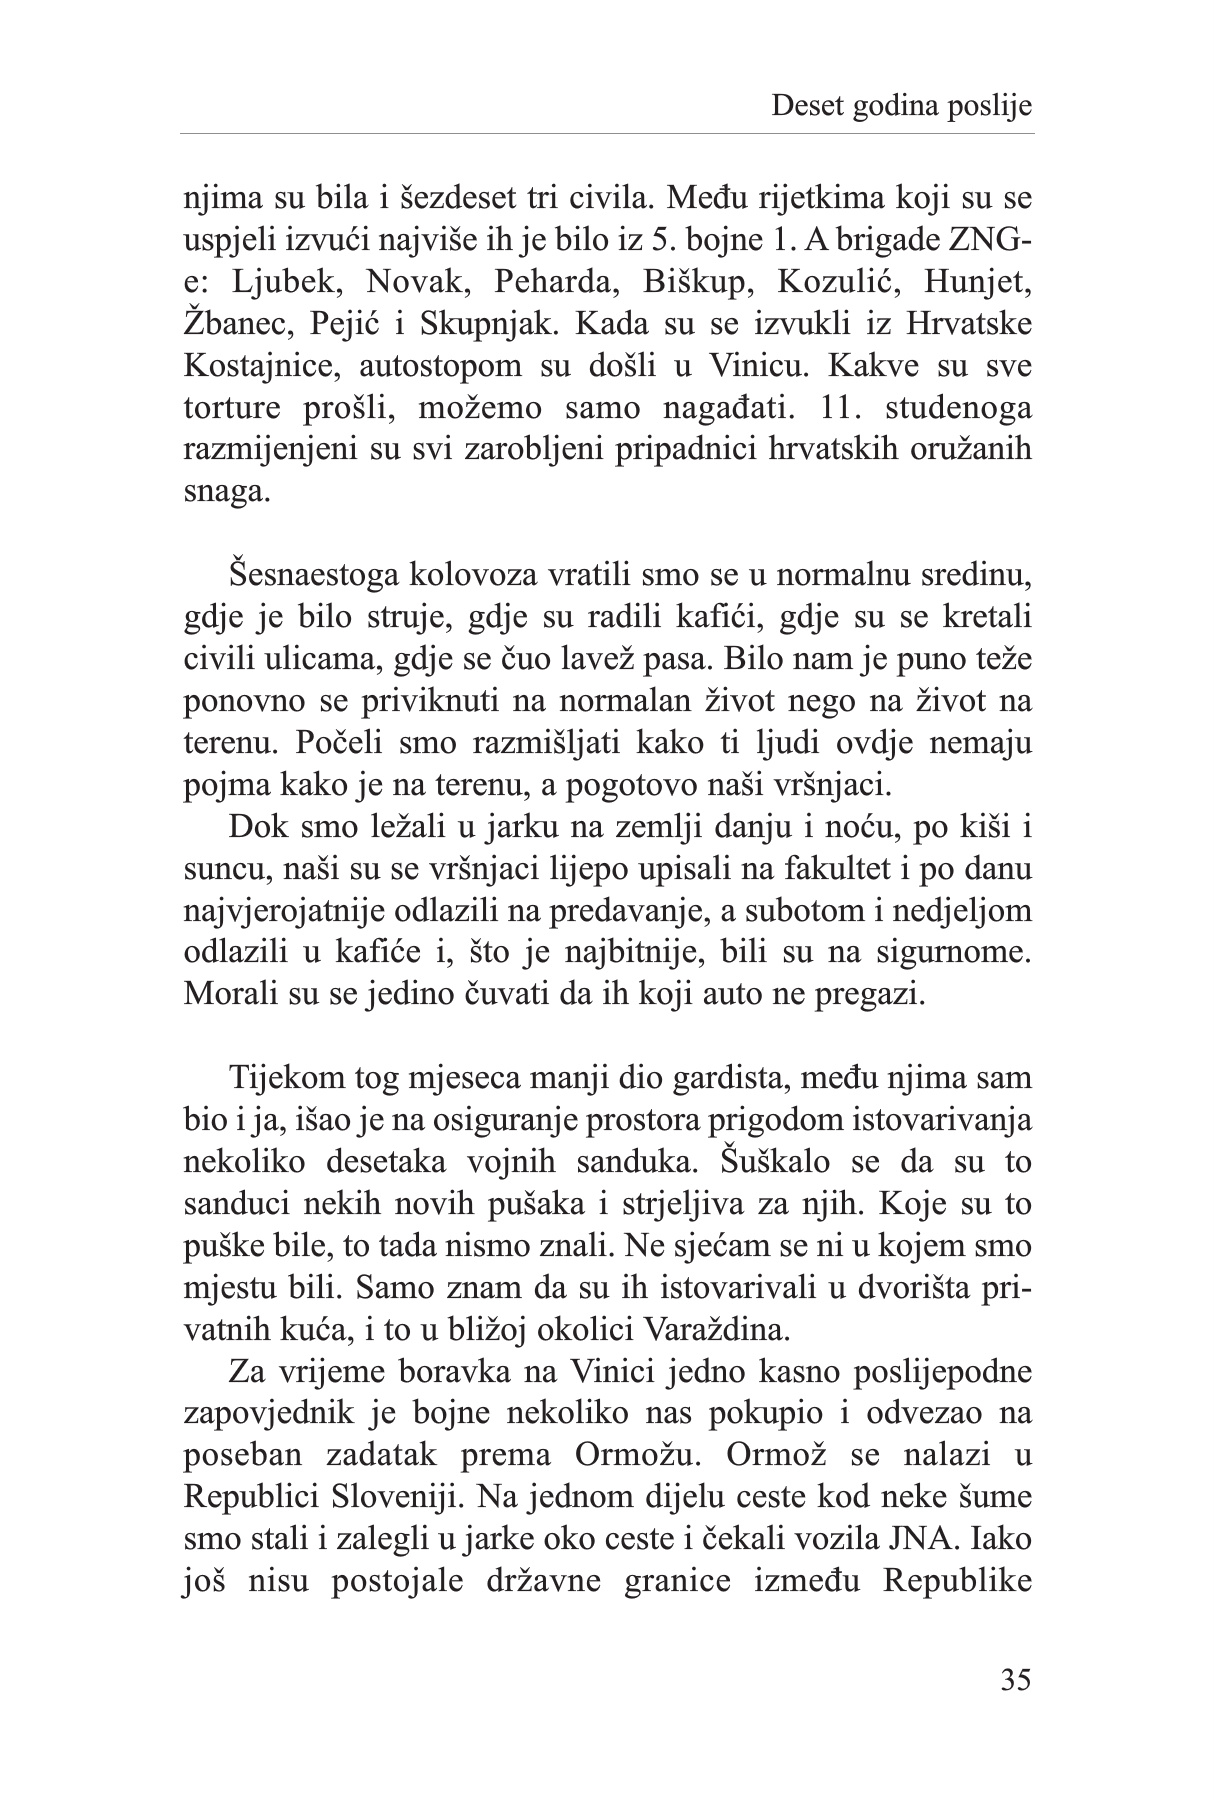 Deset godina poslije
njima su bila i šezdeset tri civila. Među rijetkima koji su se
uspjeli izvući najviše ih je bilo iz 5. bojne 1. A brigade ZNG-
e: Ljubek, Novak, Peharda, Biškup, Kozulić, Hunjet,
Žbanec, Pejić i Skupnjak. Kada su se izvukli iz Hrvatske
Kostajnice, autostopom su došli u Vinicu. Kakve su sve
torture prošli, možemo samo nagađati. 11. studenoga
razmijenjeni su svi zarobljeni pripadnici hrvatskih oružanih
snaga.
Šesnaestoga kolovoza vratili smo se u normalnu sredinu,
gdje je bilo struje, gdje su radili kafići, gdje su se kretali
civili ulicama, gdje se čuo lavež pasa. Bilo nam je puno teže
ponovno se priviknuti na normalan život nego na život na
terenu. Počeli smo razmišljati kako ti ljudi ovdje nemaju
pojma kako je na terenu, a pogotovo naši vršnjaci.
Dok smo ležali u jarku na zemlji danju i noću, po kiši i
suncu, naši su se vršnjaci lijepo upisali na fakultet i po danu
najvjerojatnije odlazili na predavanje, a subotom i nedjeljom
odlazili u kafiće i, što je najbitnije, bili su na sigurnome.
Morali su se jedino čuvati da ih koji auto ne pregazi.
Tijekom tog mjeseca manji dio gardista, među njima sam
bio i ja, išao je na osiguranje prostora prigodom istovarivanja
nekoliko desetaka vojnih sanduka. Šuškalo se da su to
sanduci nekih novih pušaka i strjeljiva za njih. Koje su to
puške bile, to tada nismo znali. Ne sjećam se ni u kojem smo
mjestu bili. Samo znam da su ih istovarivali u dvorišta pri-
vatnih kuća, i to u bližoj okolici Varaždina.
Za vrijeme boravka na Vinici jedno kasno poslijepodne
zapovjednik je bojne nekoliko nas pokupio i odvezao na
poseban zadatak prema Ormožu. Ormož se nalazi u
Republici Sloveniji. Na jednom dijelu ceste kod neke šume
smo stali i zalegli u jarke oko ceste i čekali vozila JNA. Iako
još nisu postojale državne granice između Republike
35